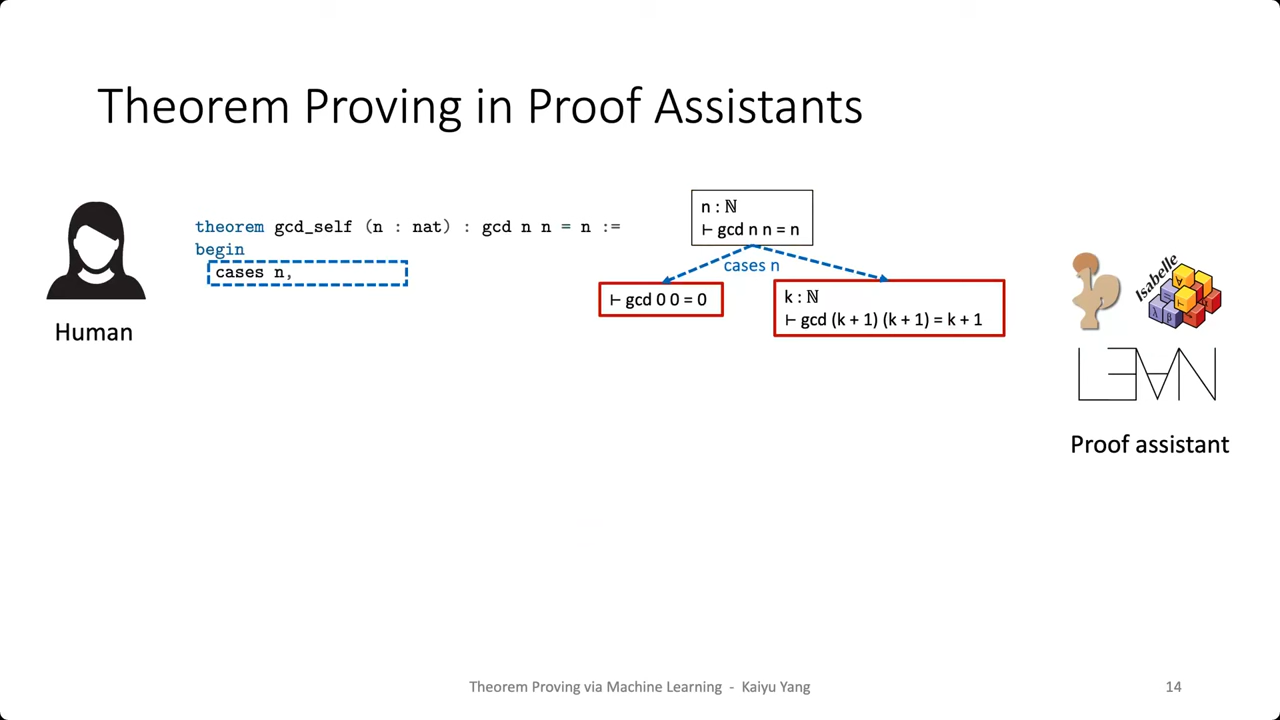 Theorem Proving in Proof Assistants
Human
theorem gcd_self (n : nat) : gcd n n = n :=
begin
cases n,
n : ℕ
⊢ gcd n n = n
cases n
⊢ gcd 0 0 = 0
k : ℕ
⊢ gcd (k + 1) (k + 1) = k + 1
Isabelle
∀
= 
λ β
L∃∀N
Proof assistant
Theorem Proving via Machine Learning - Kaiyu Yang
14